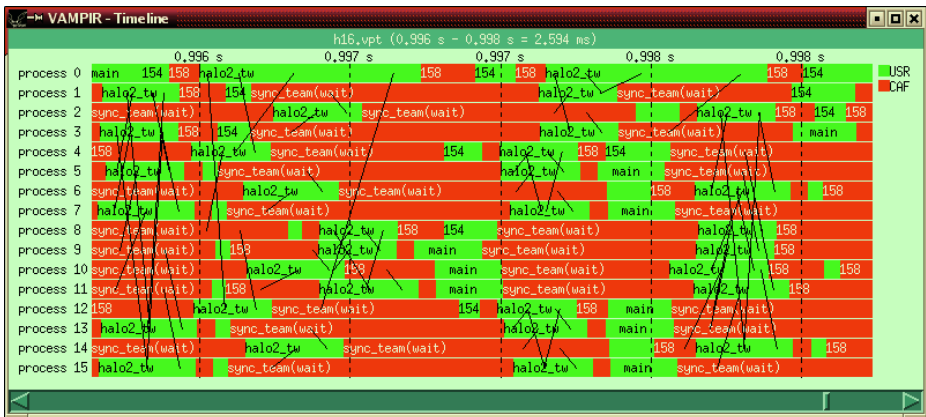 VAMPIR - Timeline
h16.vpt (0.996 s - 0.998 s = 2.594 ms)
0.996 s 0.997 s 0.997 s 0.998 s 0.998 s
process 0 main 154 158 halo2_tw 158 154 158 halo2_tw 158 154 USR
process 1 halo2_tw 158 154 sync_team(wait) halo2_tw sync_team(wait) 154 CAF
process 2 sync_team(wait) halo2_tw sync_team(wait) halo2_tw 158 154 158
process 3 halo2_tw 158 154 sync_team(wait) halo2_tw sync_team(wait) main
process 4 158 halo2_tw sync_team(wait) 154 halo2_tw 158 154 sync_team(wait)
process 5 halo2_tw sync_team(wait) halo2_tw main sync_team(wait)
process 6 sync_team(wait) halo2_tw sync_team(wait) 158 halo2_tw 158
process 7 halo2_tw sync_team(wait) halo2_tw main sync_team(wait)
process 8 sync_team(wait) halo2_tw 158 154 sync_team(wait) halo2_tw 158
process 9 sync_team(wait) 158 halo2_tw main sync_team(wait) halo2_tw 158
process 10 sync_team(wait) halo2_tw 158 main sync_team(wait) halo2_tw 158 158
process 11 sync_team(wait) 158 halo2_tw main sync_team(wait) halo2_tw 158
process 12 158 halo2_tw sync_team(wait) 154 halo2_tw 158 main sync_team(wait)
process 13 halo2_tw sync_team(wait) halo2_tw main sync_team(wait)
process 14 sync_team(wait) halo2_tw sync_team(wait) 158 halo2_tw 158
process 15 halo2_tw sync_team(wait) halo2_tw main sync_team(wait)